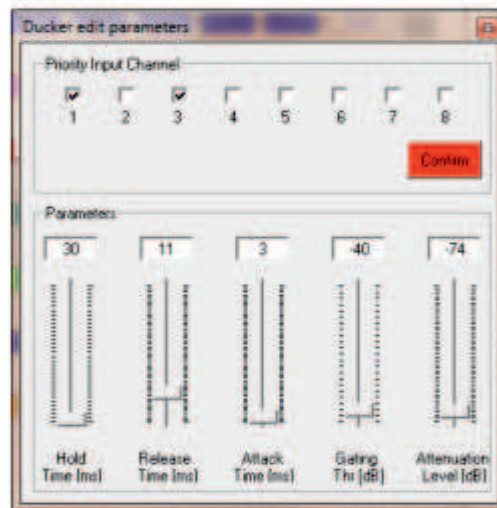 Ducker edit parameters
Priority Input Channel
1 2 3 4 5 6 7 8
Confirm
Parameters
30 11 3 -40 -74
Hold Release Attack Gating Attenuation
Time (ms) Time (ms) Time (ms) Thr (dB) Level (dB)